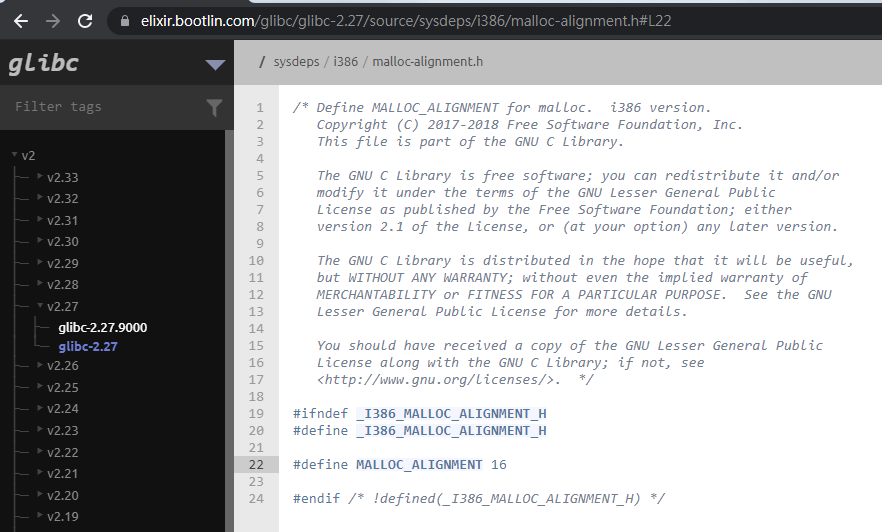 elixir.bootlin.com/glibc/glibc-2.27/source/sysdeps/i386/malloc-alignment.h#L22
glibc
/ sysdeps / i386 / malloc-alignment.h
Filter tags
v2
v2.33
v2.32
v2.31
v2.30
v2.29
v2.28
v2.27
glibc-2.27.9000
glibc-2.27
v2.26
v2.25
v2.24
v2.23
v2.22
v2.21
v2.20
v2.19
1 /* Define MALLOC_ALIGNMENT for malloc.  i386 version.
2    Copyright (C) 2017-2018 Free Software Foundation, Inc.
3    This file is part of the GNU C Library.
4
5    The GNU C Library is free software; you can redistribute it and/or
6    modify it under the terms of the GNU Lesser General Public
7    License as published by the Free Software Foundation; either
8    version 2.1 of the License, or (at your option) any later version.
9
10    The GNU C Library is distributed in the hope that it will be useful,
11    but WITHOUT ANY WARRANTY; without even the implied warranty of
12    MERCHANTABILITY or FITNESS FOR A PARTICULAR PURPOSE.  See the GNU
13    Lesser General Public License for more details.
14
15    You should have received a copy of the GNU Lesser General Public
16    License along with the GNU C Library; if not, see
17    <http://www.gnu.org/licenses/>.  */
18
19 #ifndef _I386_MALLOC_ALIGNMENT_H
20 #define _I386_MALLOC_ALIGNMENT_H
21
22 #define MALLOC_ALIGNMENT 16
23
24 #endif /* !defined(_I386_MALLOC_ALIGNMENT_H) */